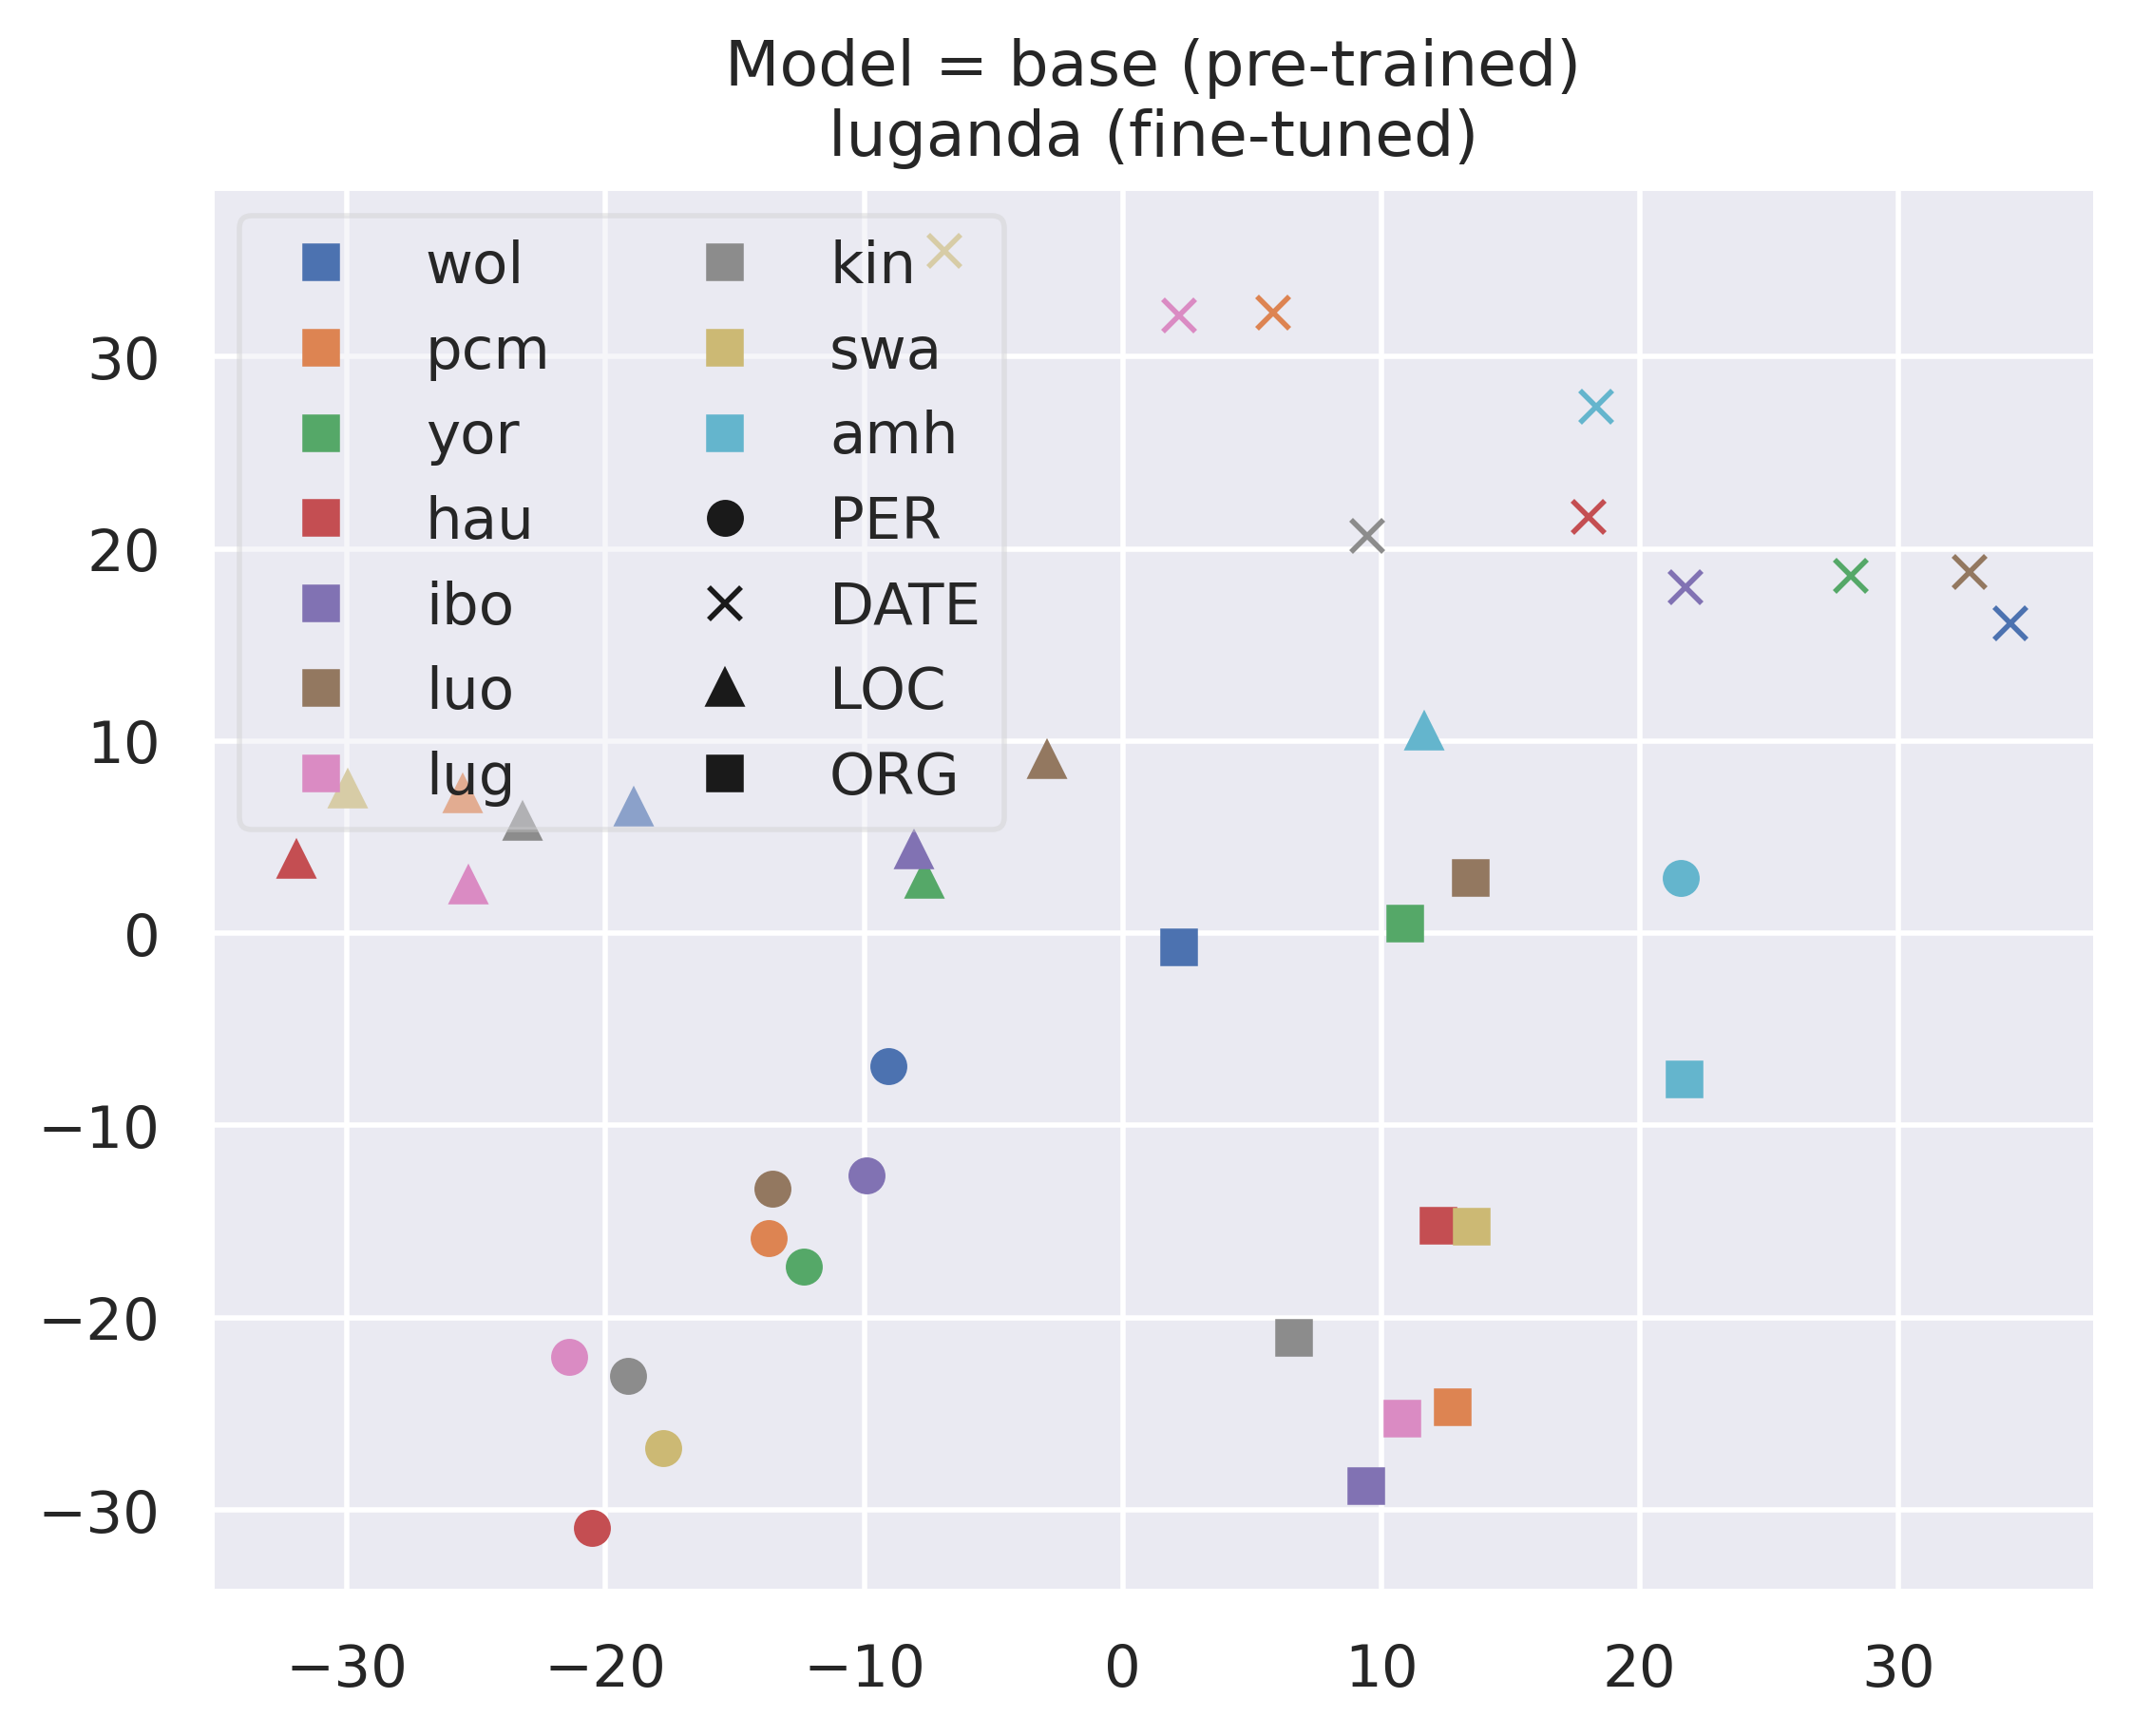 Model = base (pre-trained)
luganda (fine-tuned)
wol
pcm
yor
hau
ibo
luo
lug
kin
swa
amh
PER
DATE
LOC
ORG
30
20
10
0
−10
−20
−30
−30 −20 −10 0 10 20 30